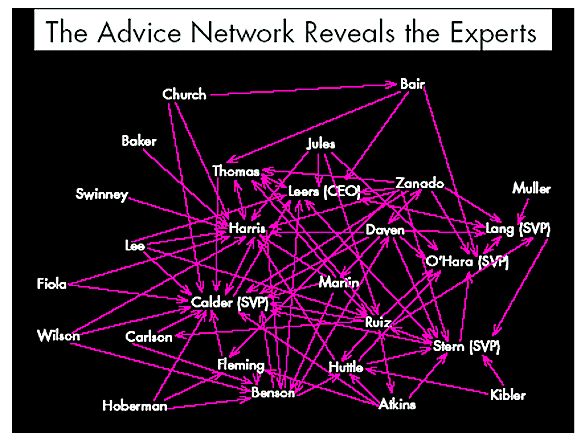 The Advice Network Reveals the Experts
Bair
Church
Baker
Jules
Thomas
Zanado
Leers (CEO)
Muller
Swinney
Harris
Daven
Lang (SVP)
Lee
O'Hara (SVP)
Fiola
Martin
Calder (SVP)
Ruiz
Wilson
Carlson
Stern (SVP)
Fleming
Huttle
Benson
Kibler
Hoberman
Atkins